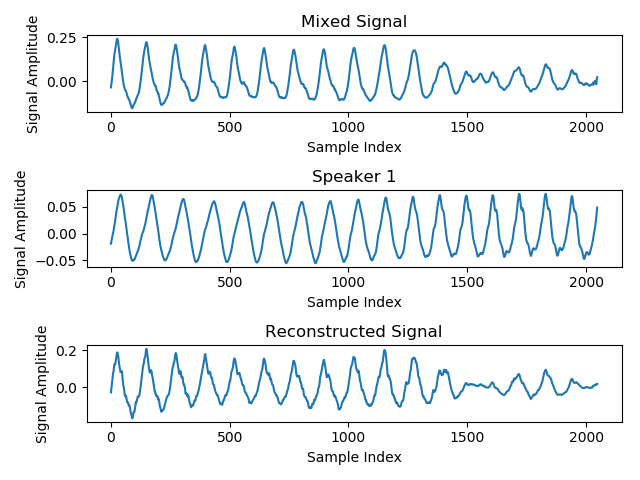 Mixed Signal
Signal Amplitude
0.25
0.00
0 500 1000 1500 2000
Sample Index
Speaker 1
Signal Amplitude
0.05
0.00
−0.05
0 500 1000 1500 2000
Sample Index
Reconstructed Signal
Signal Amplitude
0.2
0.0
0 500 1000 1500 2000
Sample Index